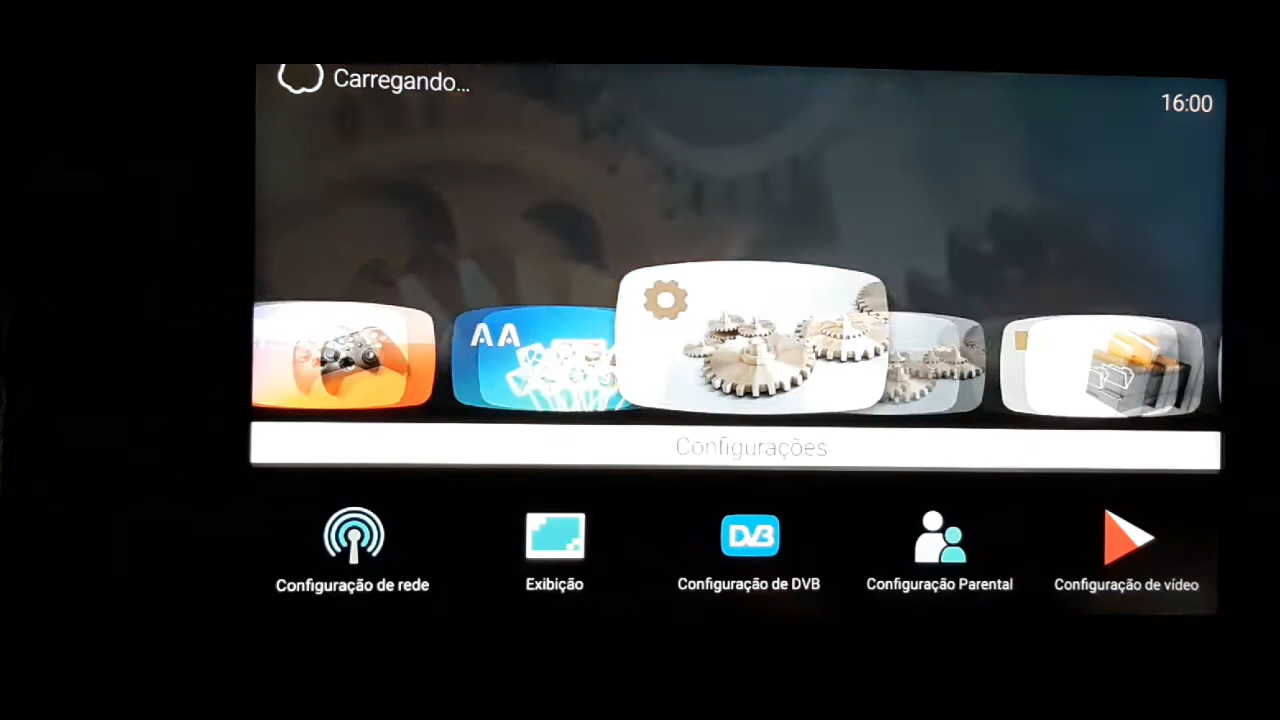 Carregando...
16:00
AA
Configurações
DVB
Configuração de rede
Exibição
Configuração de DVB
Configuração Parental
Configuração de vídeo